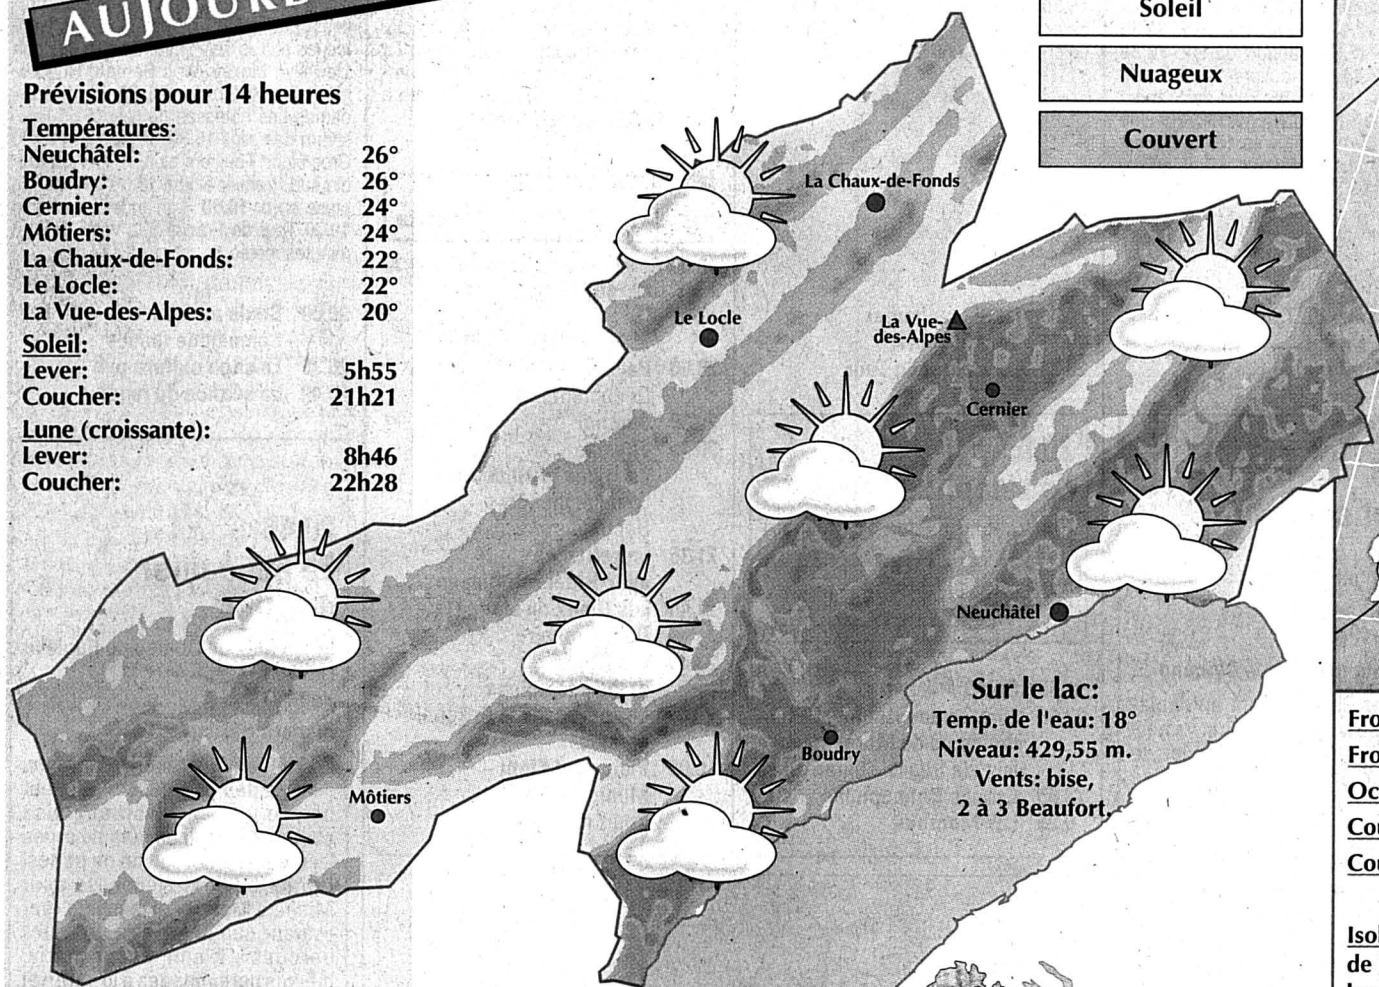 Prévisions pour 14 heures
Températures:
Neuchâtel: 26°
Boudry: 26°
Cernier: 24°
Môtiers: 24°
La Chaux-de-Fonds: 22°
Le Locle: 22°
La Vue-des-Alpes: 20°
Soleil:
Lever: 5h55
Coucher: 21h21
Lune (croissante):
Lever: 8h46
Coucher: 22h28
Soleil
Nuageux
Couvert
La Chaux-de-Fonds
Le Locle
La Vue-
des-Alpes
Cernier
Neuchâtel
Boudry
Môtiers
Sur le lac:
Temp. de l'eau: 18°
Niveau: 429,55 m.
Vents: bise,
2 à 3 Beaufort.
de